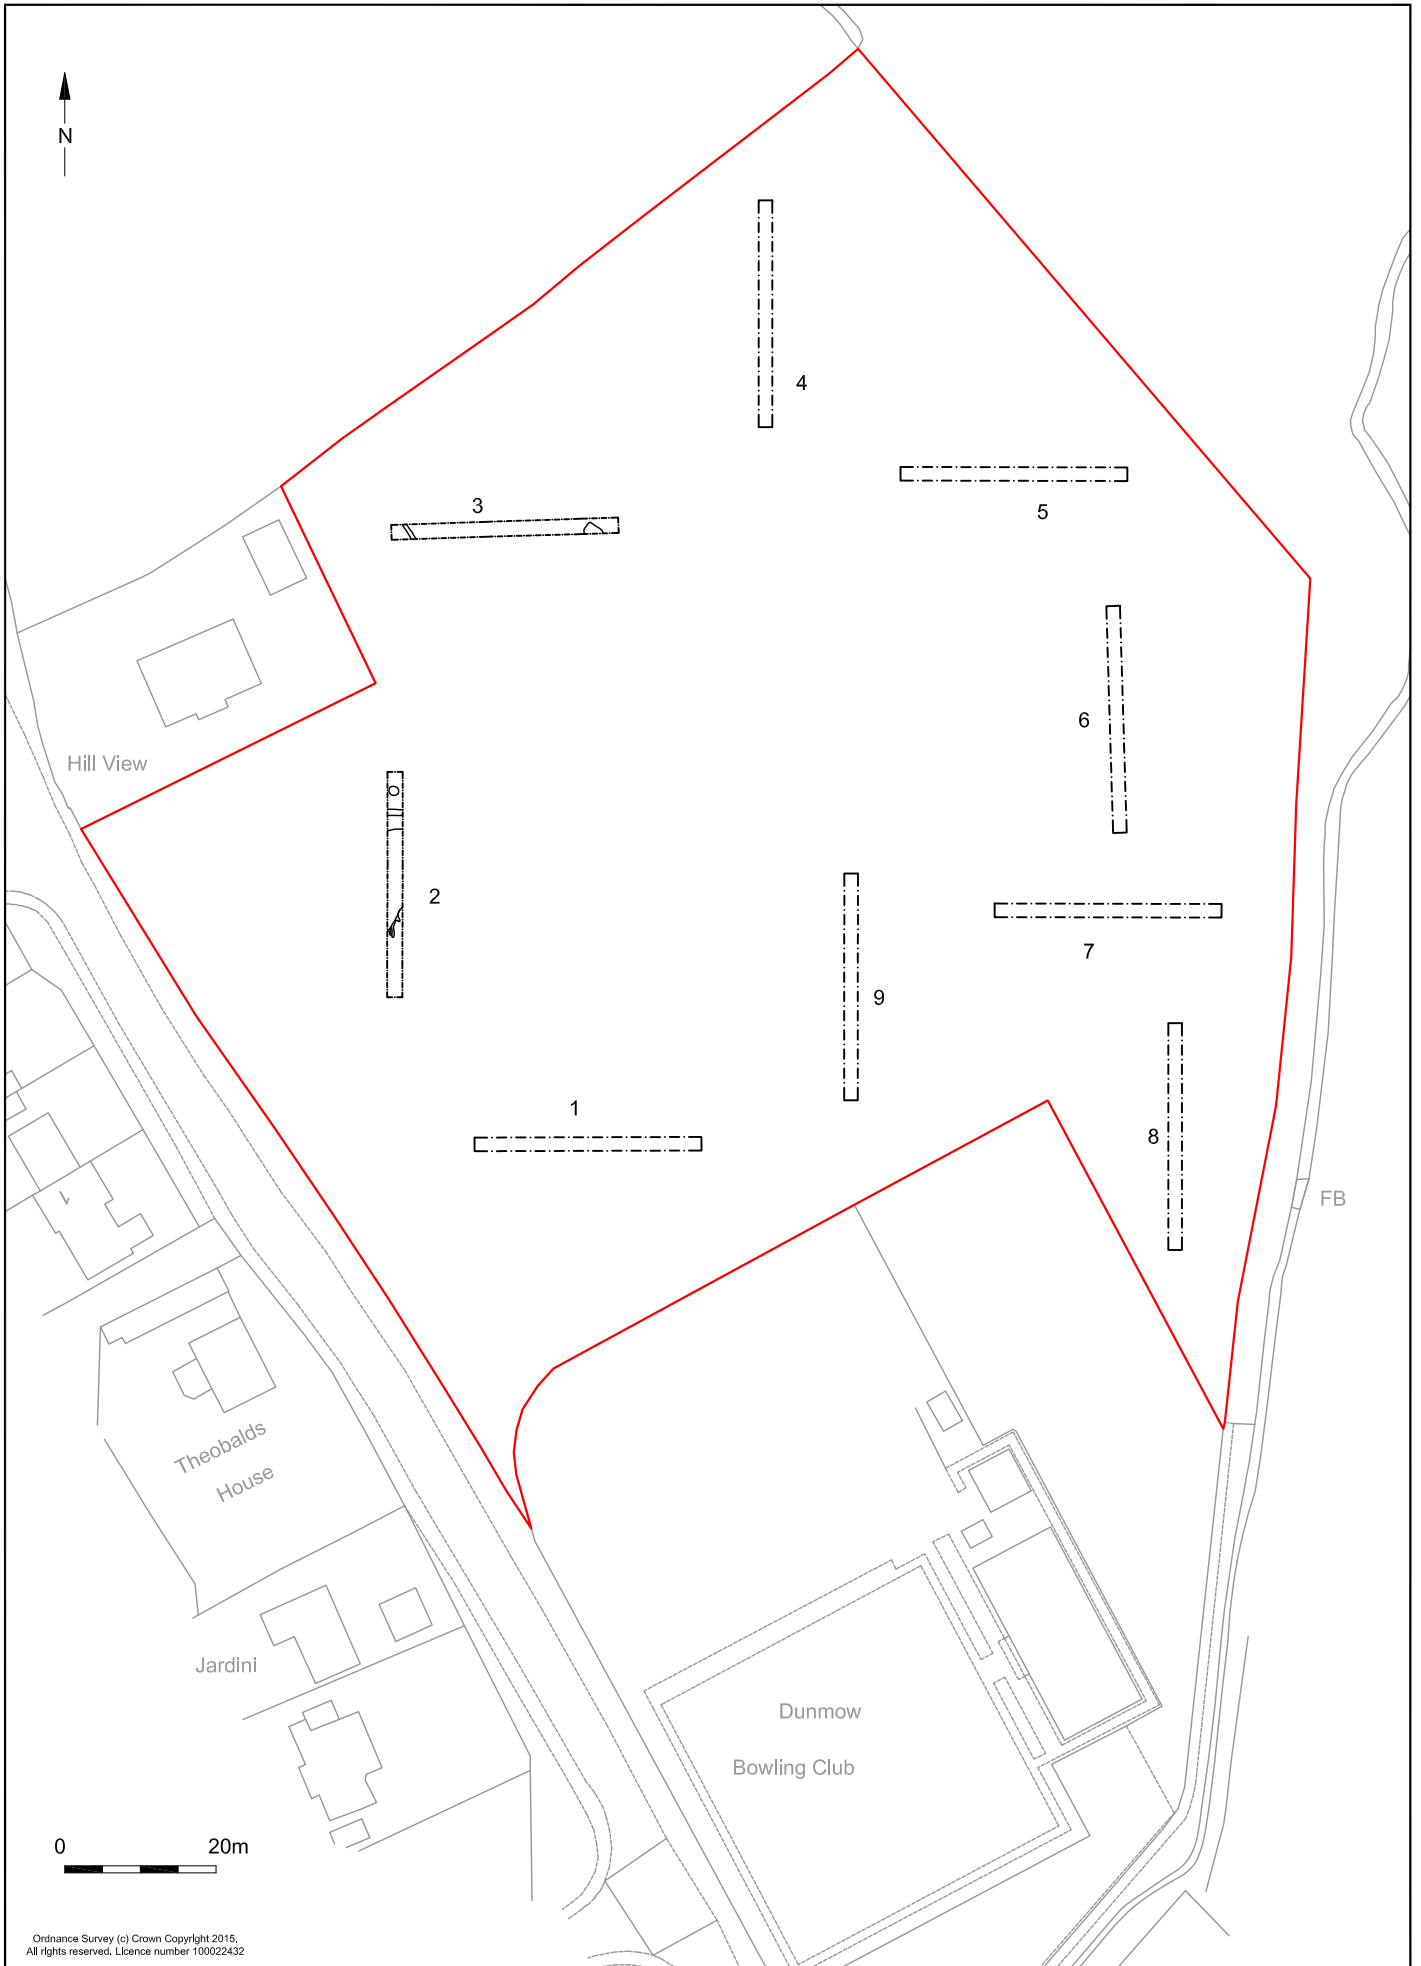 N
4
3
5
6
Hill View
2
7
9
1
8
FB
1
Theobalds
House
Jardini
Dunmow
Bowling Club
0 20m
Ordnance Survey (c) Crown Copyright 2015.
All rights reserved. Licence number 100022432